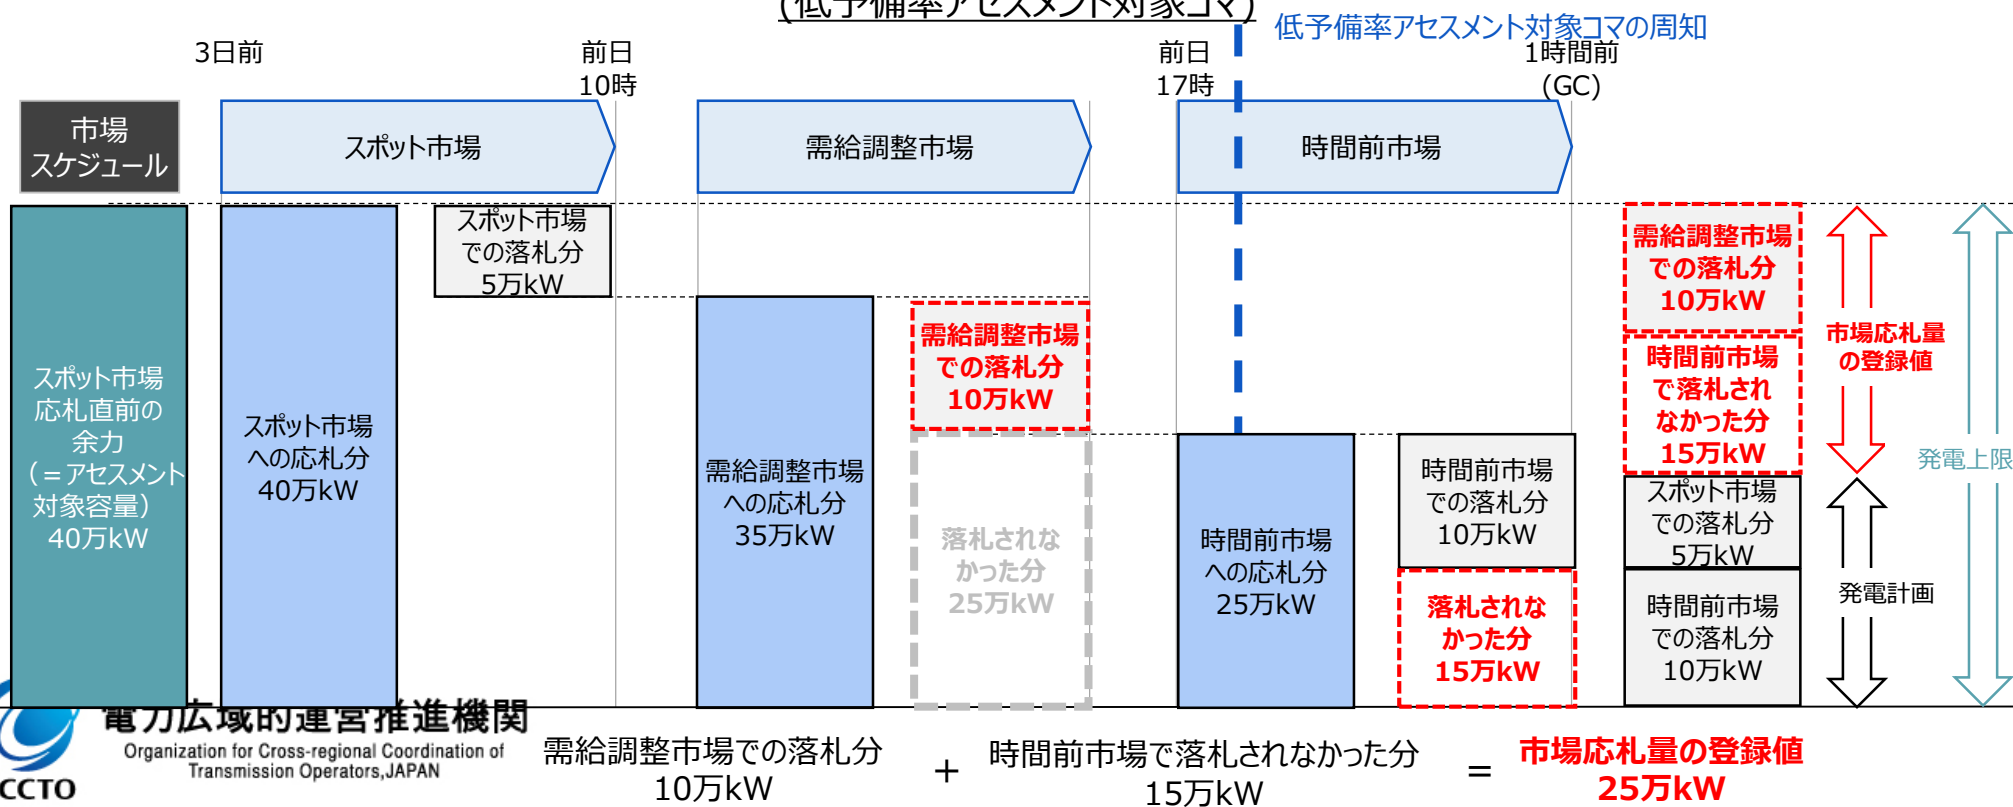 (低予備率アセスメント対象コマ)
低予備率アセスメント対象コマの周知
3日前
前日
10時
前日
17時
1時間前
(GC)
市場
スケジュール
スポット市場
需給調整市場
時間前市場
スポット市場
応札直前の
余力
(=アセスメント
対象容量)
40万kW
スポット市場
への応札分
40万kW
スポット市場
での落札分
5万kW
需給調整市場
への応札分
35万kW
需給調整市場
での落札分
10万kW
落札されな
かった分
25万kW
時間前市場
への応札分
25万kW
時間前市場
での落札分
10万kW
落札されな
かった分
15万kW
需給調整市場
での落札分
10万kW
時間前市場
で落札され
なかった分
15万kW
スポット市場
での落札分
5万kW
時間前市場
での落札分
10万kW
市場応札量
の登録値
発電計画
発電上限
電力広域的運営推進機関
Organization for Cross-regional Coordination of
Transmission Operators,JAPAN
CCTO
需給調整市場での落札分
10万kW
+
時間前市場で落札されなかった分
15万kW
=
市場応札量の登録値
25万kW